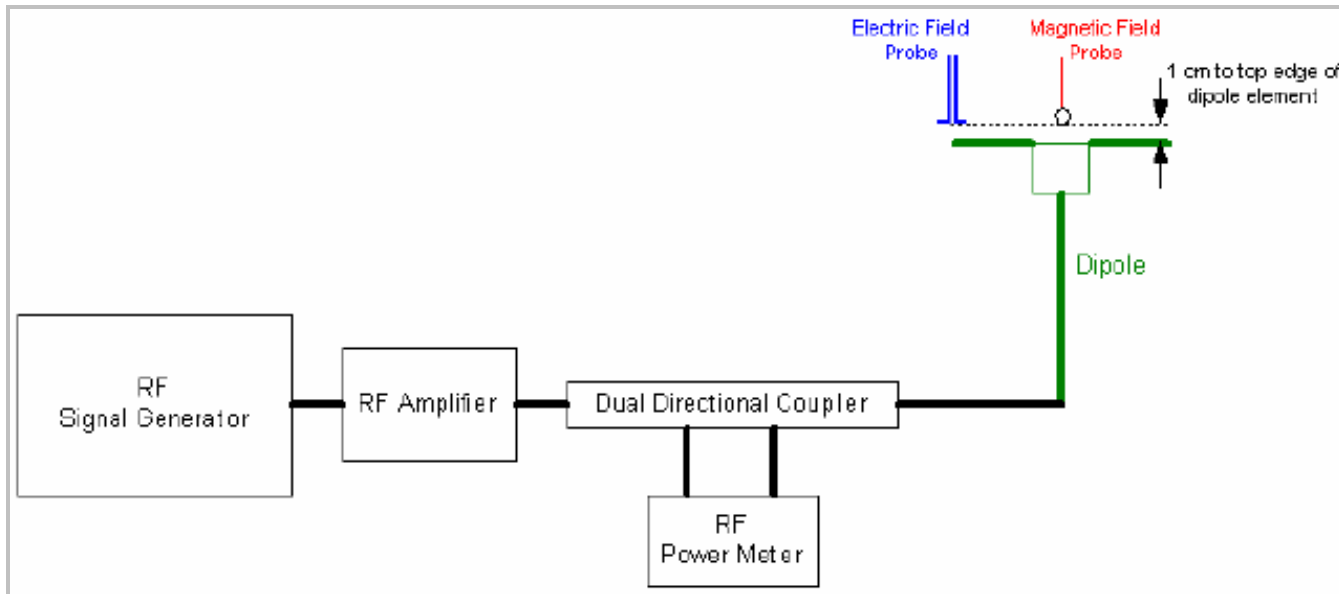 Electric Field
Probe
Magnetic Field
Probe
1 cm to top edge of
dipole element
Dipole
RF
Signal Generator
RF Amplifier
Dual Directional Coupler
RF
Power Meter